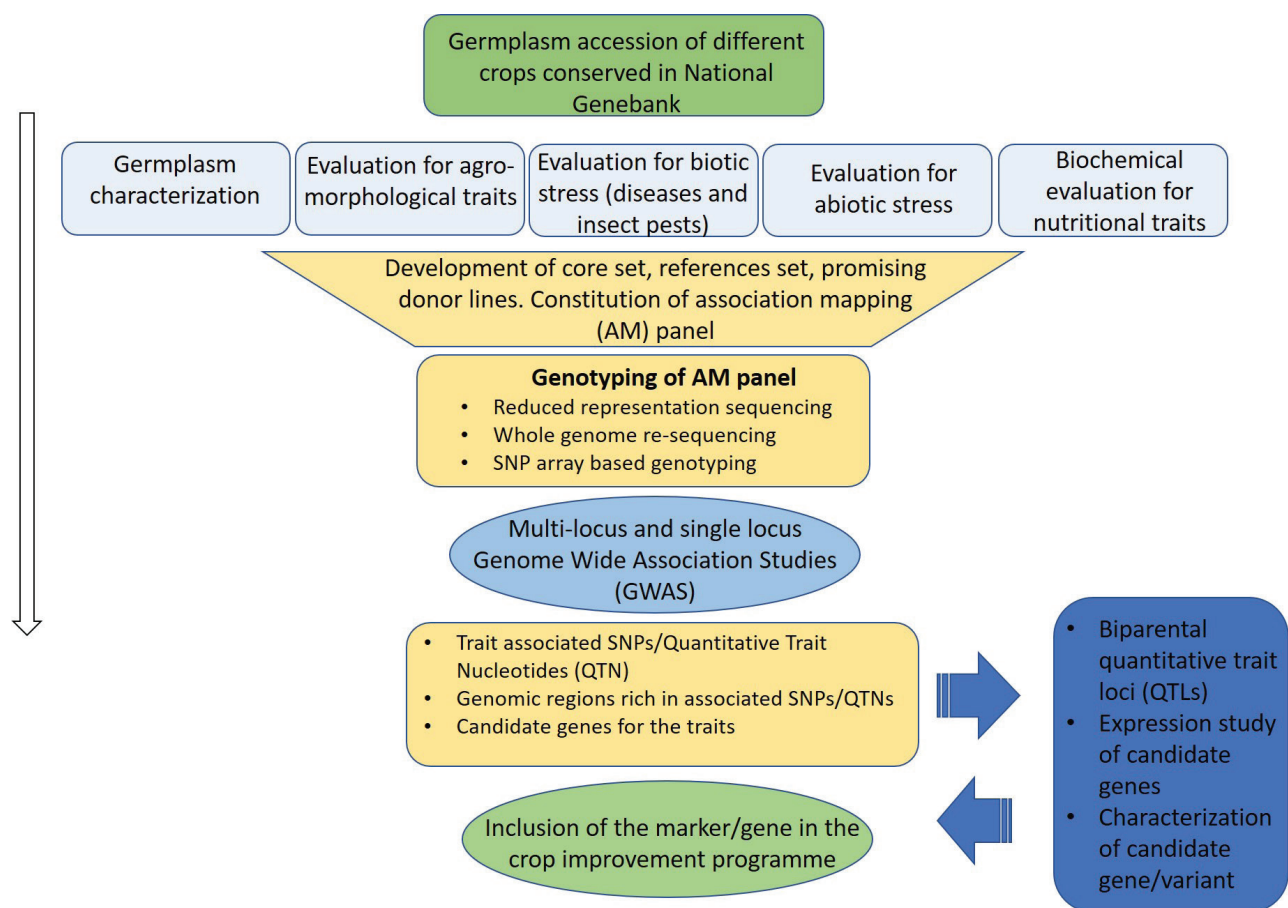 Germplasm accession of different
crops conserved in National
Genebank
Germplasm
characterization
Evaluation for agro-
morphological traits
Evaluation for biotic
stress (diseases and
insect pests)
Evaluation for
abiotic stress
Biochemical
evaluation for
nutritional traits
Development of core set, references set, promising
donor lines. Constitution of association mapping
(AM) panel
Genotyping of AM panel
• Reduced representation sequencing
• Whole genome re-sequencing
• SNP array based genotyping
Multi-locus and single locus
Genome Wide Association Studies
(GWAS)
• Trait associated SNPs/Quantitative Trait
Nucleotides (QTN)
• Genomic regions rich in associated SNPs/QTNs
• Candidate genes for the traits
• Biparental
quantitative trait
loci (QTLs)
• Expression study
of candidate
genes
• Characterization
of candidate
gene/variant
Inclusion of the marker/gene in the
crop improvement programme